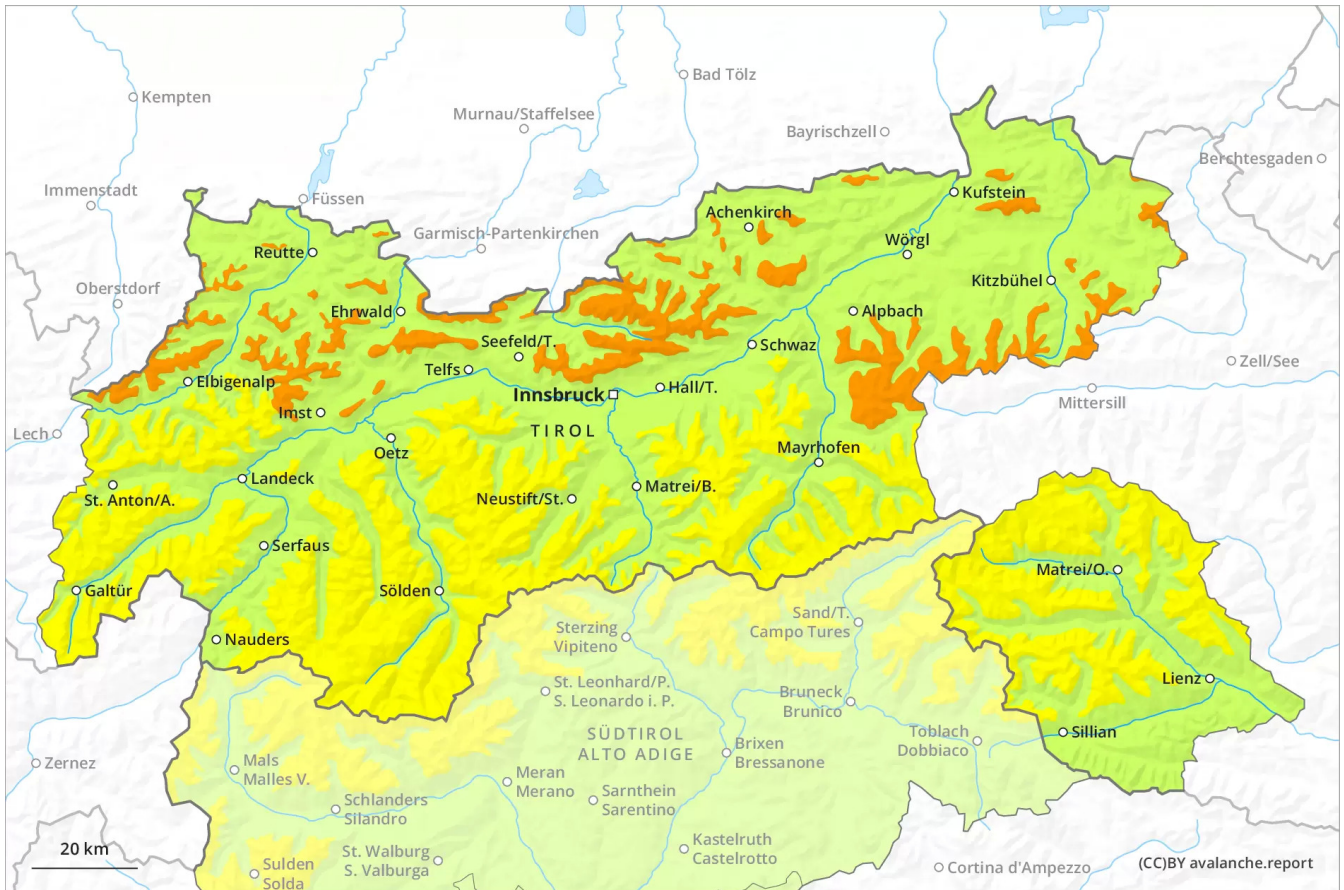 Kempten
Bad Tölz
Murnau/Staffelsee
Bayrischzell
Berchtesgaden
Immenstadt
Füssen
Kufstein
Achenkirch
Garmisch-Partenkirchen
Wörgl
Reutte
Kitzbühel
Oberstdorf
Ehrwald
Alpbach
Seefeld/T.
Schwaz
Zell/See
Telfs
Elbigenalp
Hall/T.
Innsbruck
Mittersill
Imst
Lech
TIROL
Oetz
Mayrhofen
Landeck
Matrei/B.
St. Anton/A.
Neustift/St.
Serfaus
Matrei/O.
Galtür
Sölden
Sand/T.
Campo Tures
Sterzing
Vipiteno
Nauders
Lienz
St. Leonhard/P.
S. Leonardo i. P.
Bruneck
Brunico
SÜDTIROL
ALTO ADIGE
Toblach
Dobbiaco
Sillian
Brixen
Bressanone
Zernez
Mals
Malles V.
Meran
Merano
Sarnthein
Sarentino
Schlanders
Silandro
Kastelruth
Castelrotto
20 km
St. Walburg
S. Valburga
Sulden
Solda
Cortina d'Ampezzo
(CC)BY avalanche.report